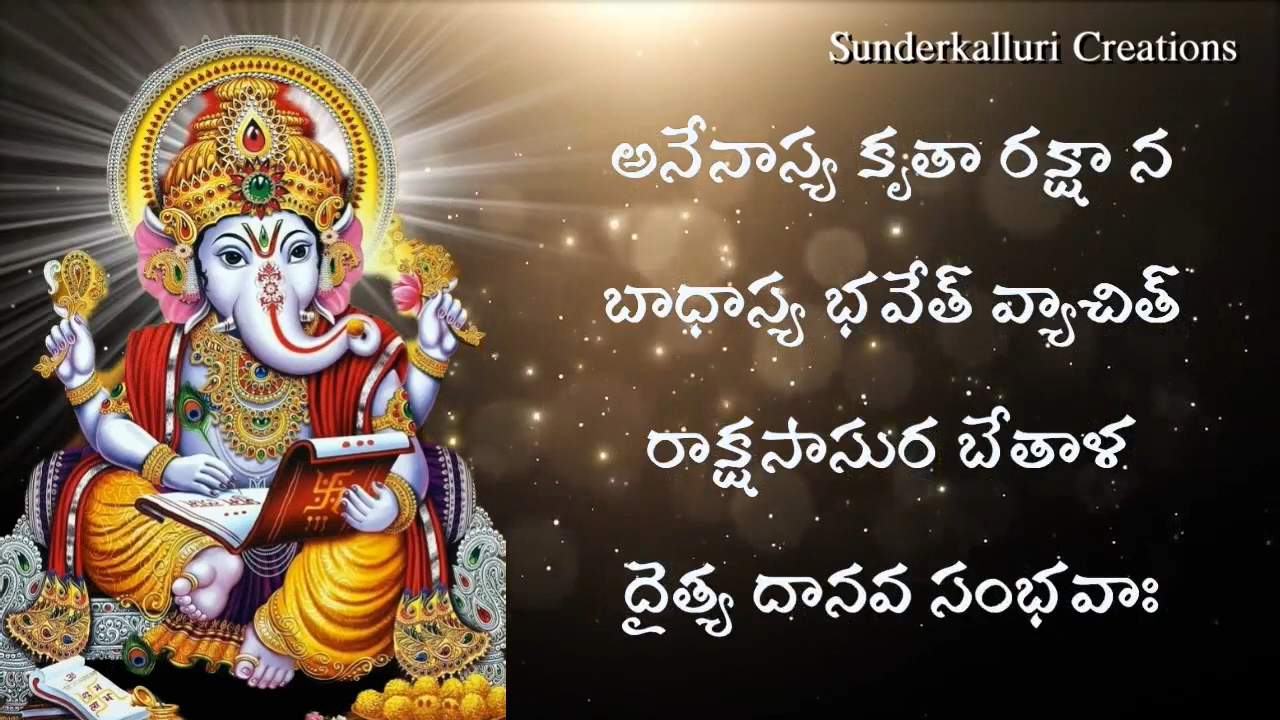 Sunderkalluri Creations
అనేనాస్య కృతా రక్షా న
బాధాస్య భవేత్ వ్యాచిత్
రాక్షసాసుర బేతాళ
దైత్య దానవ సంభవాః